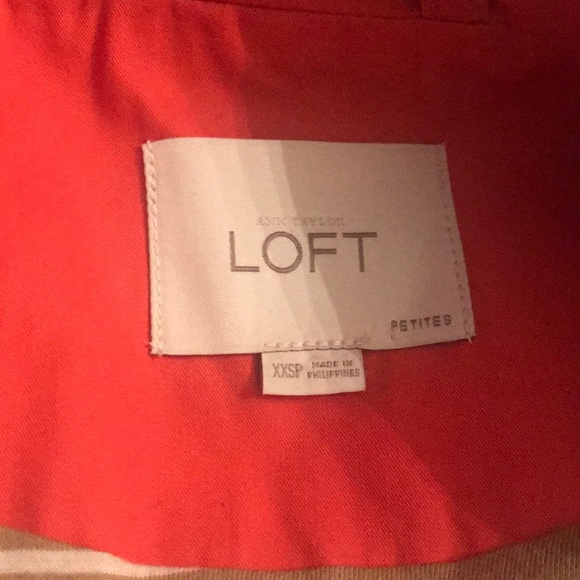 ANN TAYLOR
LOFT
PETITES
XXSP
MADE IN
PHILIPPINES